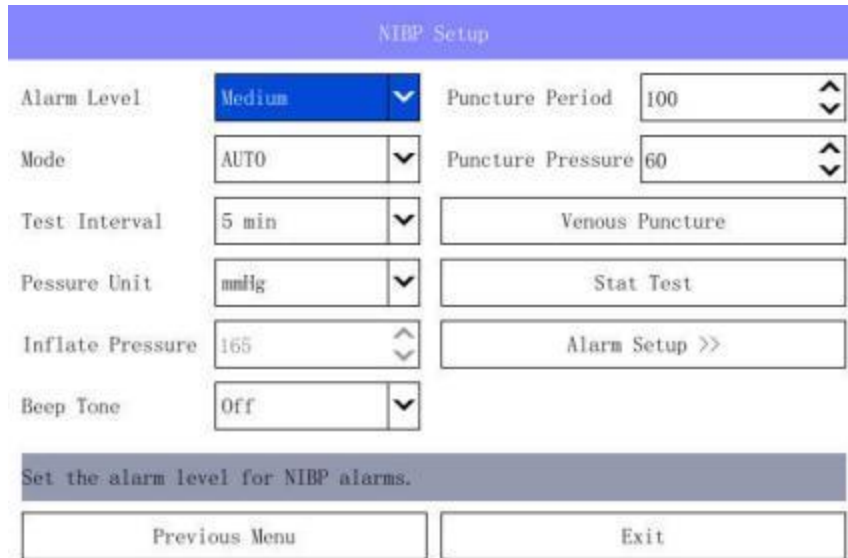 NIBP Setup
Alarm Level Medium Puncture Period 100
Mode AUTO Puncture Pressure 60
Test Interval 5 min Venous Puncture
Pessure Unit mmHg Stat Test
Inflate Pressure 165 Alarm Setup >>
Beep Tone Off
Set the alarm level for NIBP alarms.
Previous Menu Exit